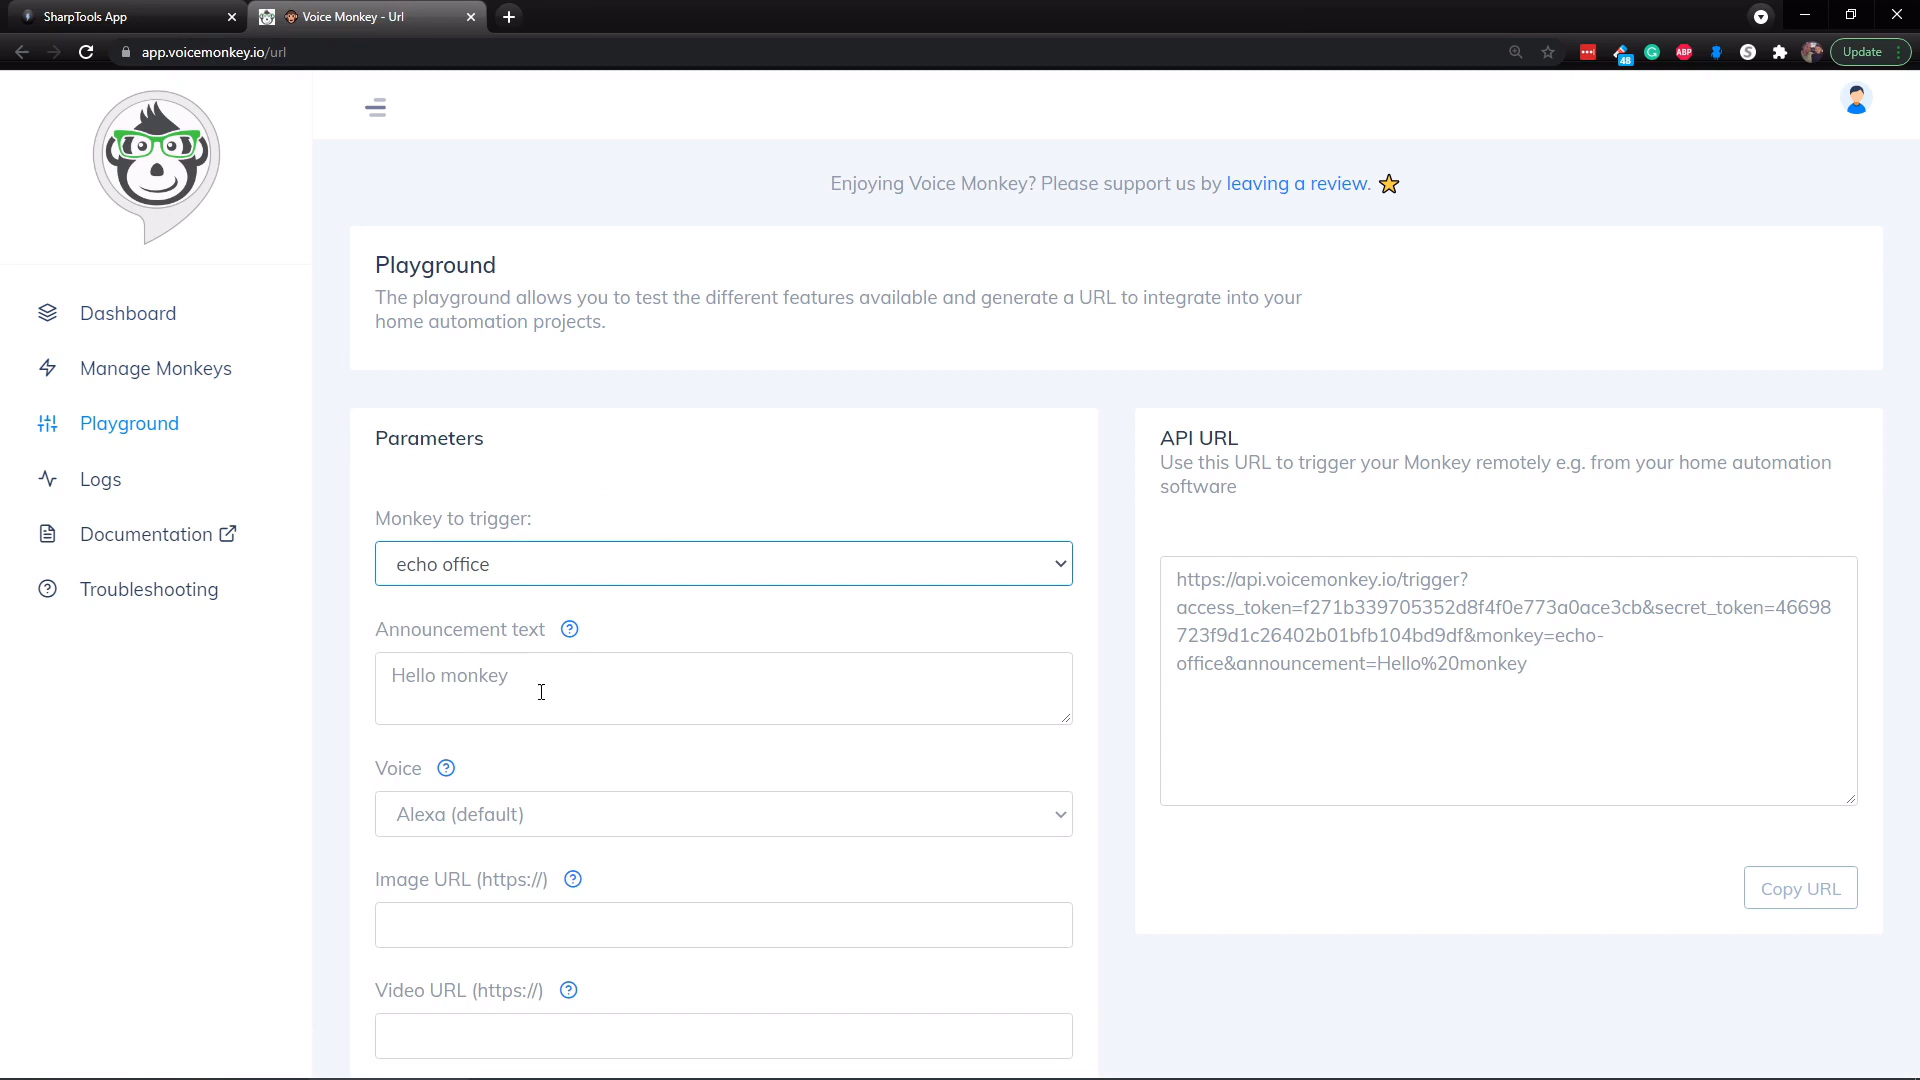 SharpTools App
Voice Monkey - Url
app.voicemonkey.io/url
48
ABP
Update
Enjoying Voice Monkey? Please support us by leaving a review.
Playground
The playground allows you to test the different features available and generate a URL to integrate into your
home automation projects.
Dashboard
Manage Monkeys
Playground
Logs
Documentation
Troubleshooting
Parameters
Monkey to trigger:
echo office
Announcement text
Hello monkey
Voice
Alexa (default)
Image URL (https://)
Video URL (https://)
API URL
Use this URL to trigger your Monkey remotely e.g. from your home automation
software
https://api.voicemonkey.io/trigger?
access_token=f271b339705352d8f4f0e773a0ace3cb&secret_token=46698
723f9d1c26402b01bfb104bd9df&monkey=echo-
office&announcement=Hello%20monkey
Copy URL